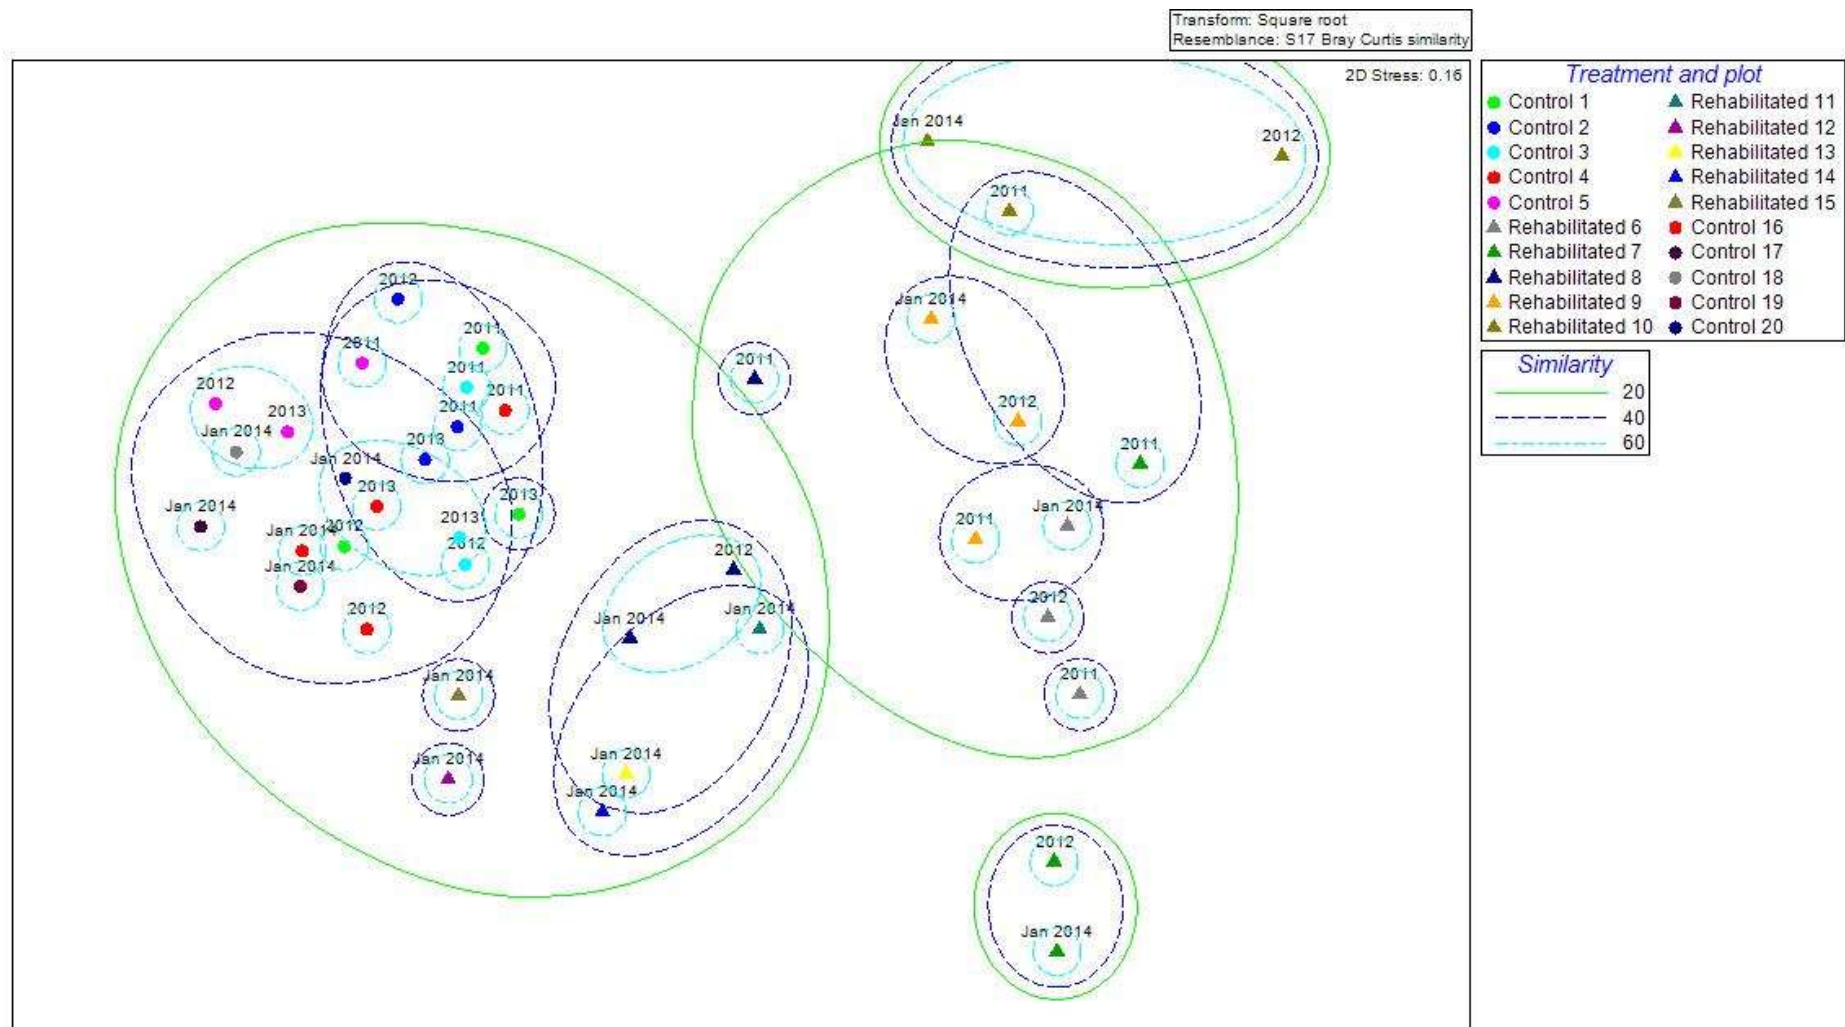 Transform: Square root
Resemblance: S17 Bray Curtis similarity
2D Stress: 0.16
Treatment and plot
Control 1
Control 2
Control 3
Control 4
Control 5
Rehabilitated 6
Rehabilitated 7
Rehabilitated 8
Rehabilitated 9
Rehabilitated 10
Rehabilitated 11
Rehabilitated 12
Rehabilitated 13
Rehabilitated 14
Rehabilitated 15
Control 16
Control 17
Control 18
Control 19
Control 20
Similarity
20
40
60
Jan 2014
2012
2011
2012
Jan 2014
2011
2011
2011
2011
2011
2012
2011
2011
2012
2013
Jan 2014
2013
2011
Jan 2014
2013
2013
Jan 2014
2011
Jan 2014
Jan 2014
2012
2013
2012
2012
Jan 2014
2012
2012
Jan 2014
Jan 2014
Jan 2014
2011
Jan 2014
Jan 2014
Jan 2014
2012
Jan 2014